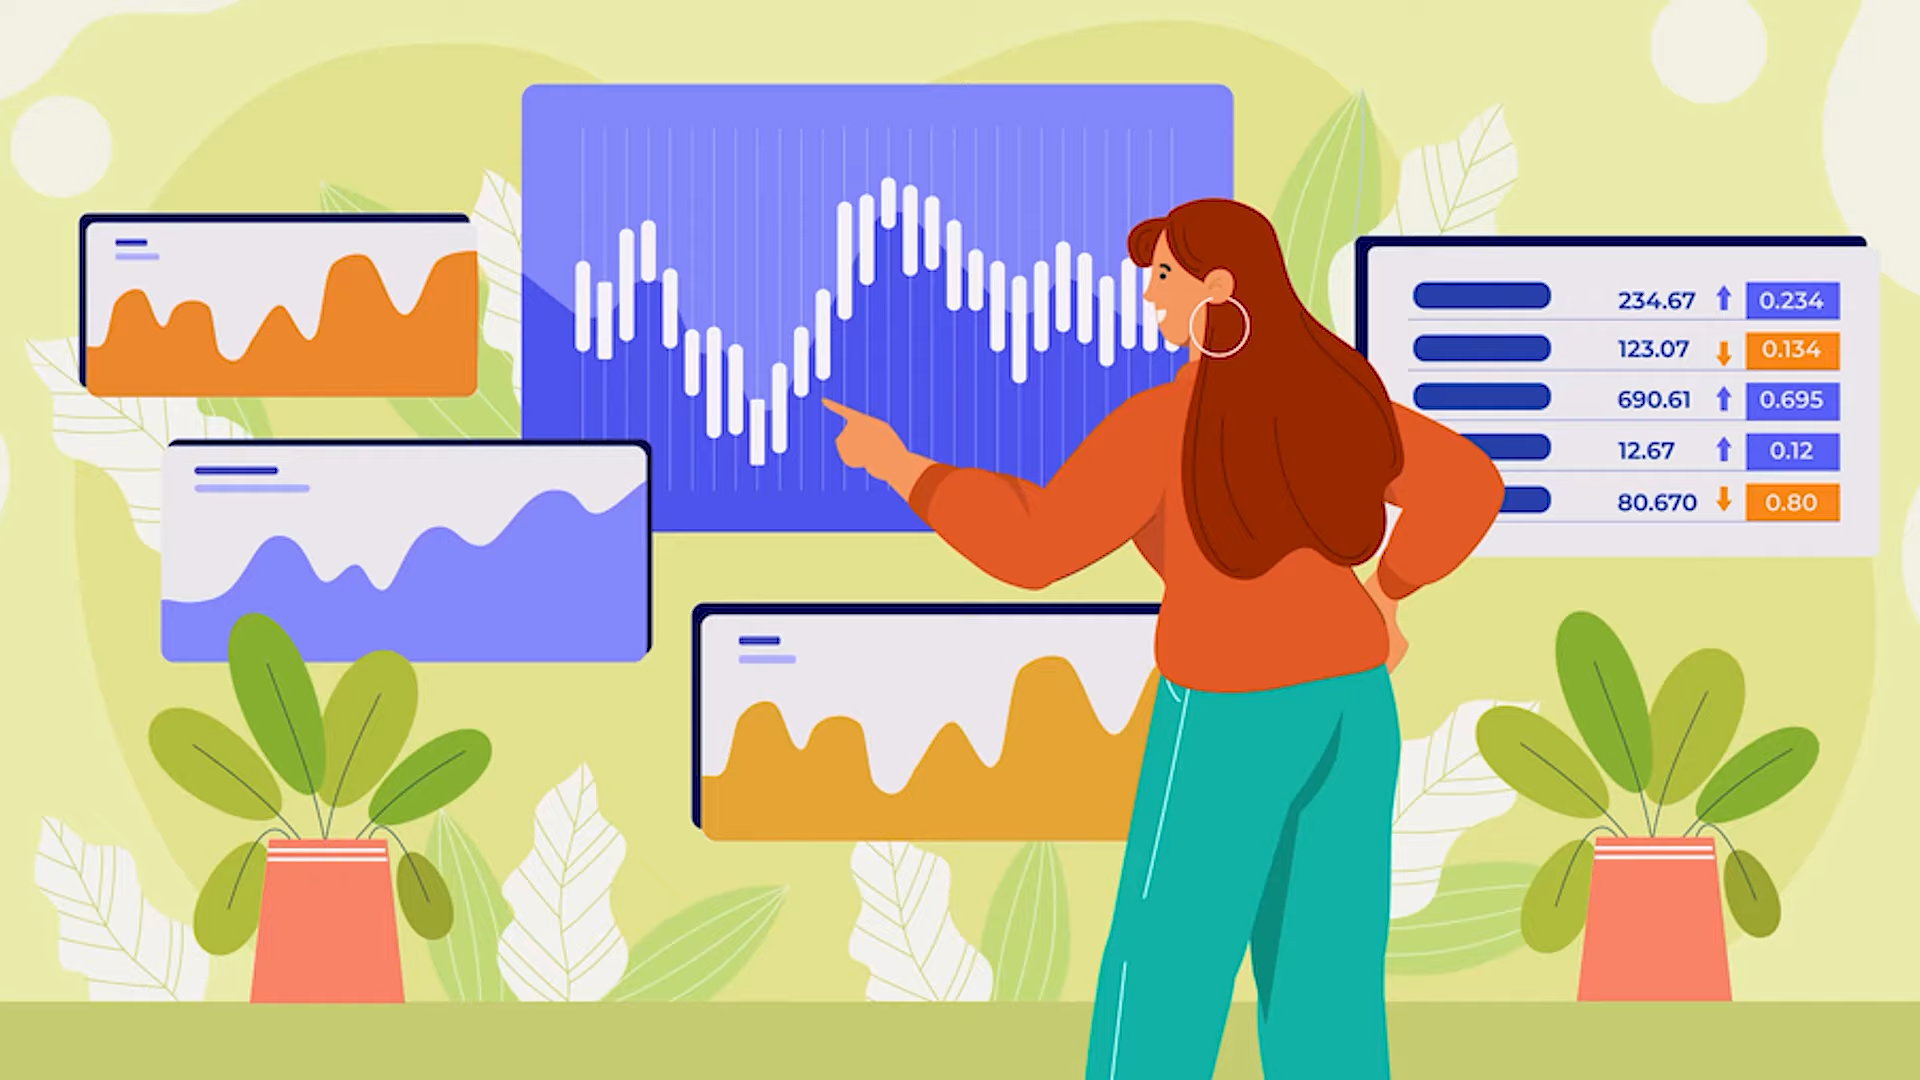 234.67 ↑ 0.234
123.07 ↓ 0.134
690.61 ↑ 0.695
12.67 ↑ 0.12
80.670 ↓ 0.80